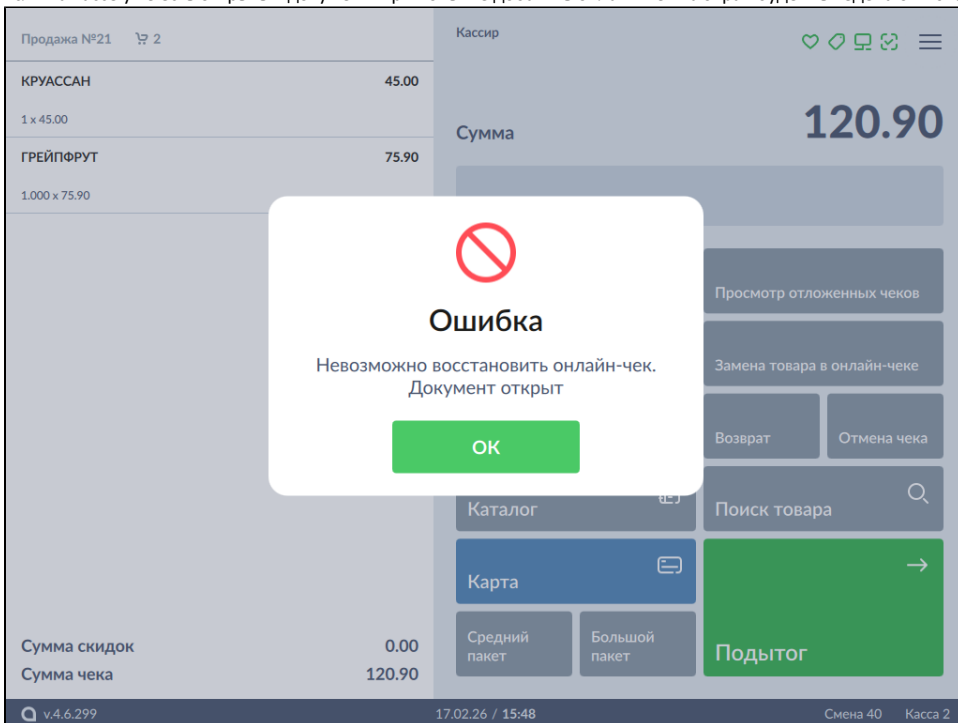 Продажа №21 2
Кассир
КРУАССАН 45.00
1 x 45.00
Сумма 120.90
ГРЕЙПФРУТ 75.90
1.000 x 75.90
Ошибка
Невозможно восстановить онлайн-чек.
Документ открыт
ОК
Просмотр отложенных чеков
Замена товара в онлайн-чеке
Возврат
Отмена чека
Каталог
Поиск товара
Карта
Средний
пакет
Большой
пакет
Подытог
Сумма скидок 0.00
Сумма чека 120.90
v.4.6.299
17.02.26 / 15:48
Смена 40 Касса 2